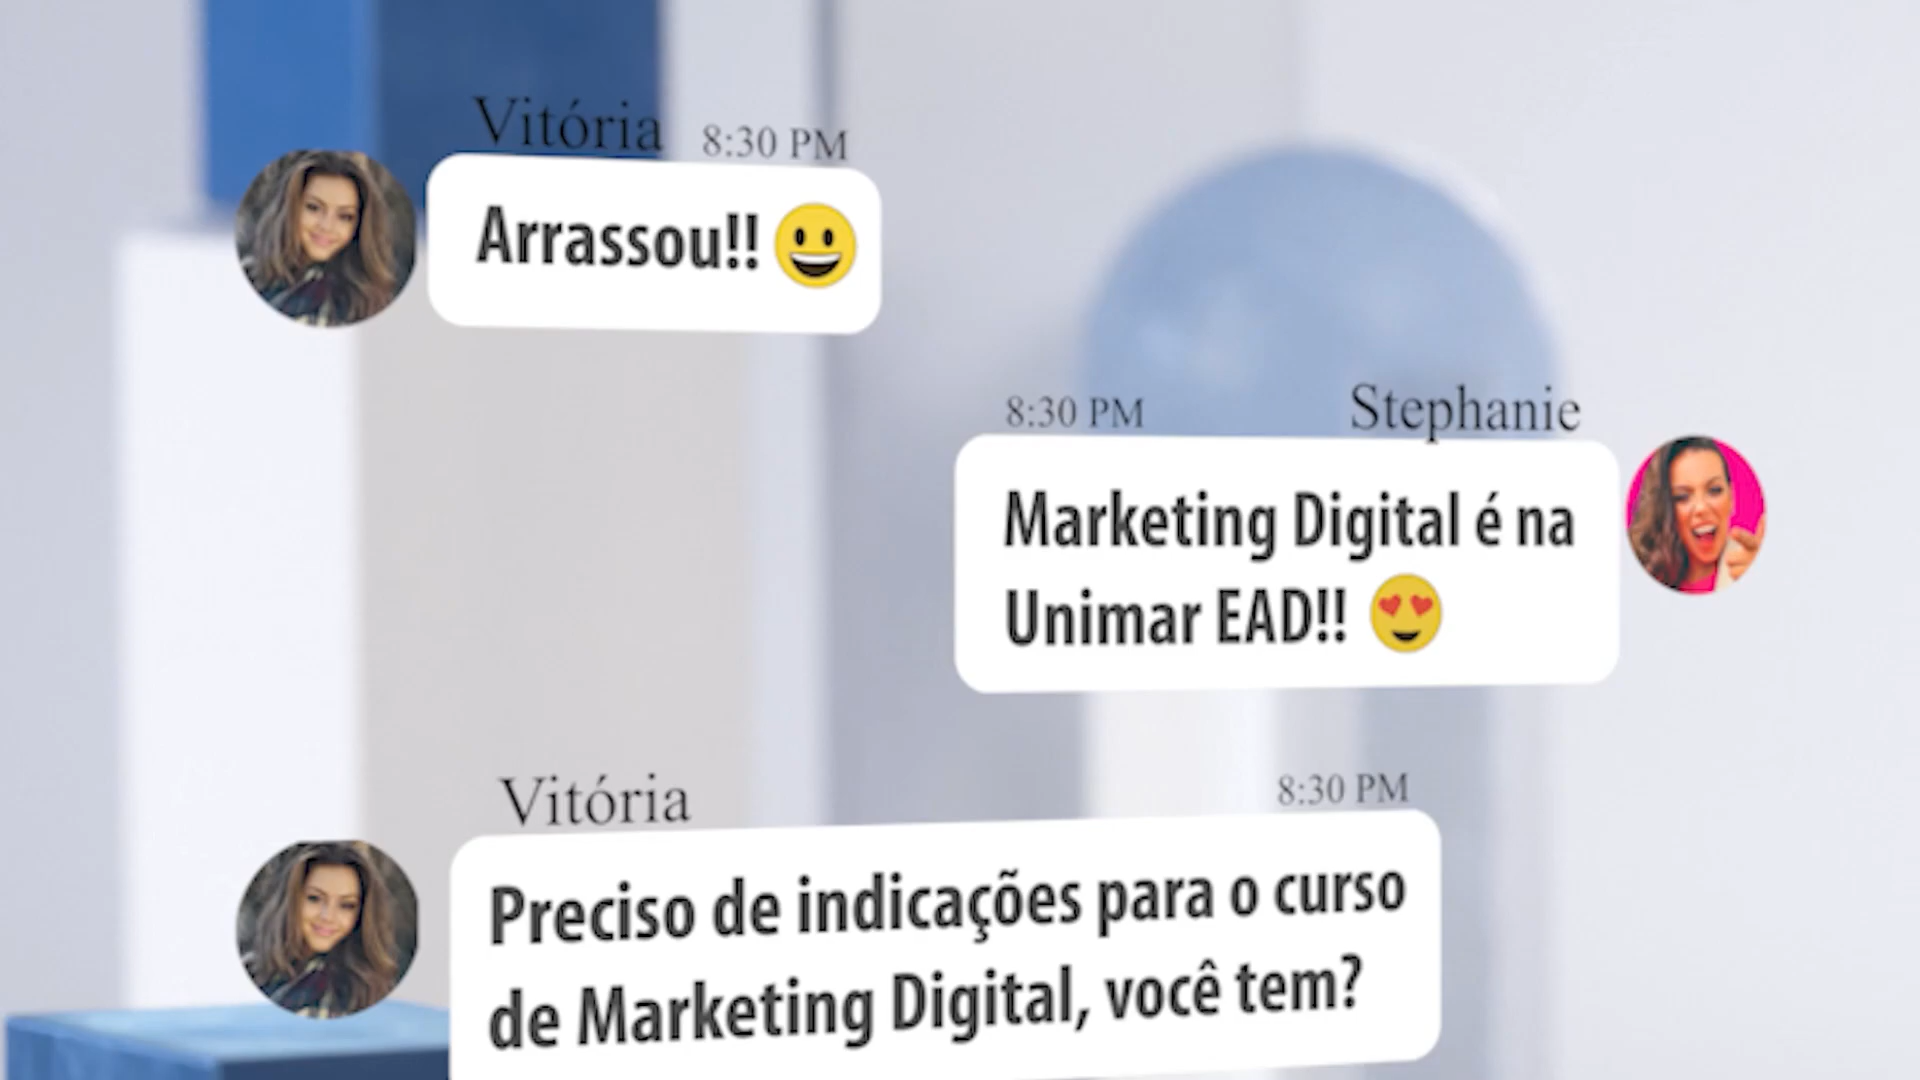 Vitória 8:30 PM
Arrassou!!
8:30 PM Stephanie
Marketing Digital é na
Unimar EAD!!
Vitória 8:30 PM
Preciso de indicações para o curso
de Marketing Digital, você tem?